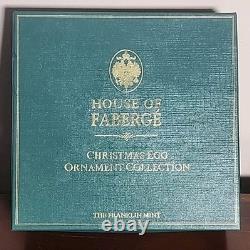 HOUSE OF
FABERGÉ
CHRISTMAS EGG
ORNAMENT COLLECTION
THE FRANKLIN MINT